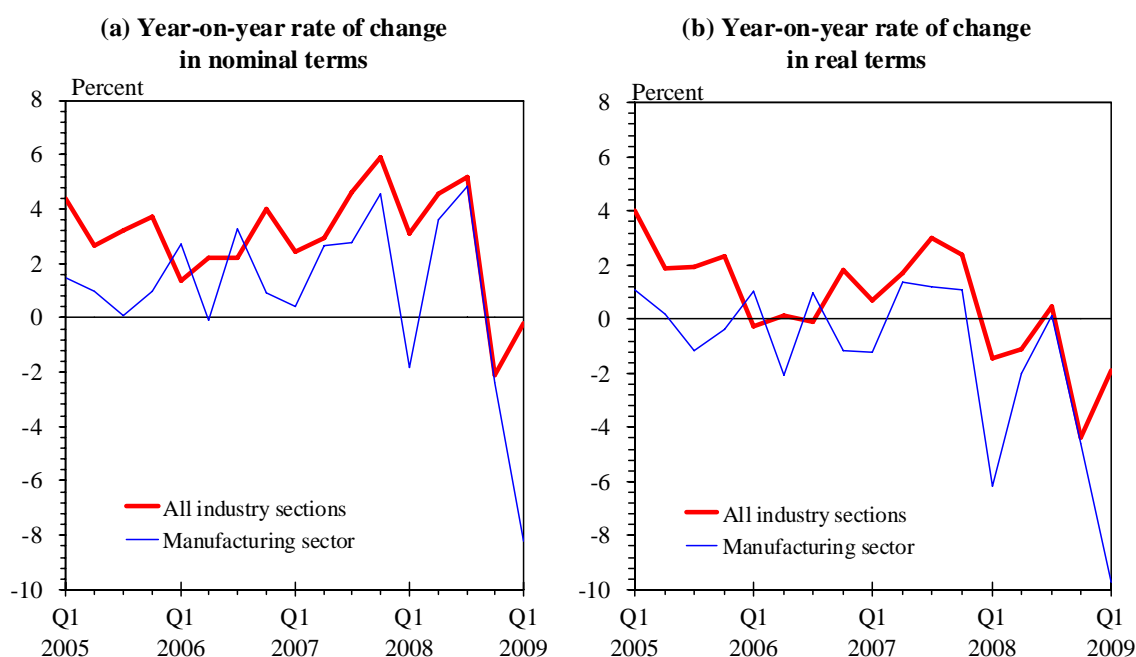 (a) Year-on-year rate of change
in nominal terms
Percent
8
6
4
2
0
-2
-4
-6
-8
-10
All industry sections
Manufacturing sector
Q1 Q1 Q1 Q1 Q1
2005 2006 2007 2008 2009
(b) Year-on-year rate of change
in real terms
Percent
8
6
4
2
0
-2
-4
-6
-8
-10
All industry sections
Manufacturing sector
Q1 Q1 Q1 Q1 Q1
2005 2006 2007 2008 2009